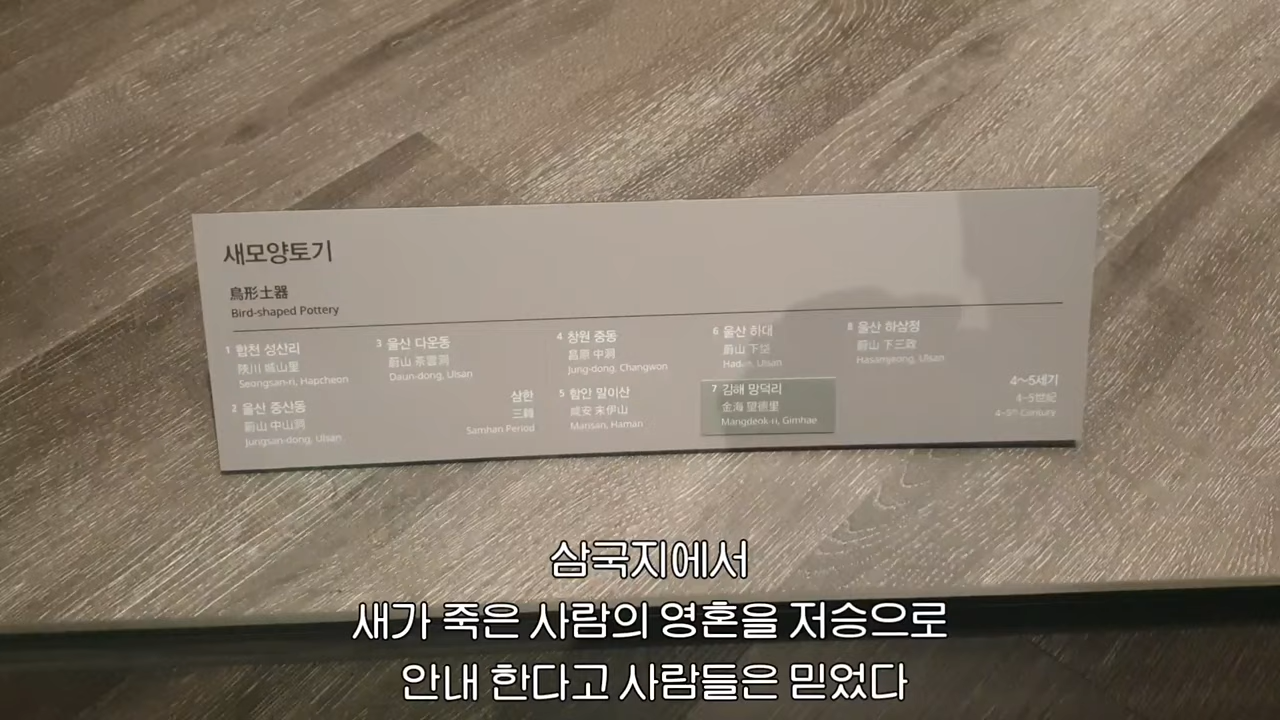 새모양토기
鳥形土器
Bird-shaped Pottery
1 합천 성산리
陜川 城山里
Seongsan-ri, Hapcheon
2 울산 중산동
蔚山 中山洞
Jungsan-dong, Ulsan
3 울산 다운동
蔚山 茶雲洞
Daun-dong, Ulsan
삼한
三韓
Samhan Period
4 창원 중동
昌原 中洞
Jung-dong, Changwon
5 함안 말이산
咸安 末伊山
Marisan, Haman
6 울산 하대
蔚山 下垈
Hadae, Ulsan
7 김해 망덕리
金海 望德里
Mangdeok-ri, Gimhae
8 울산 하삼정
蔚山 下三政
Hasamjeong, Ulsan
4~5세기
4~5世紀
4~5th Century
삼국지에서
새가 죽은 사람의 영혼을 저승으로
안내 한다고 사람들은 믿었다